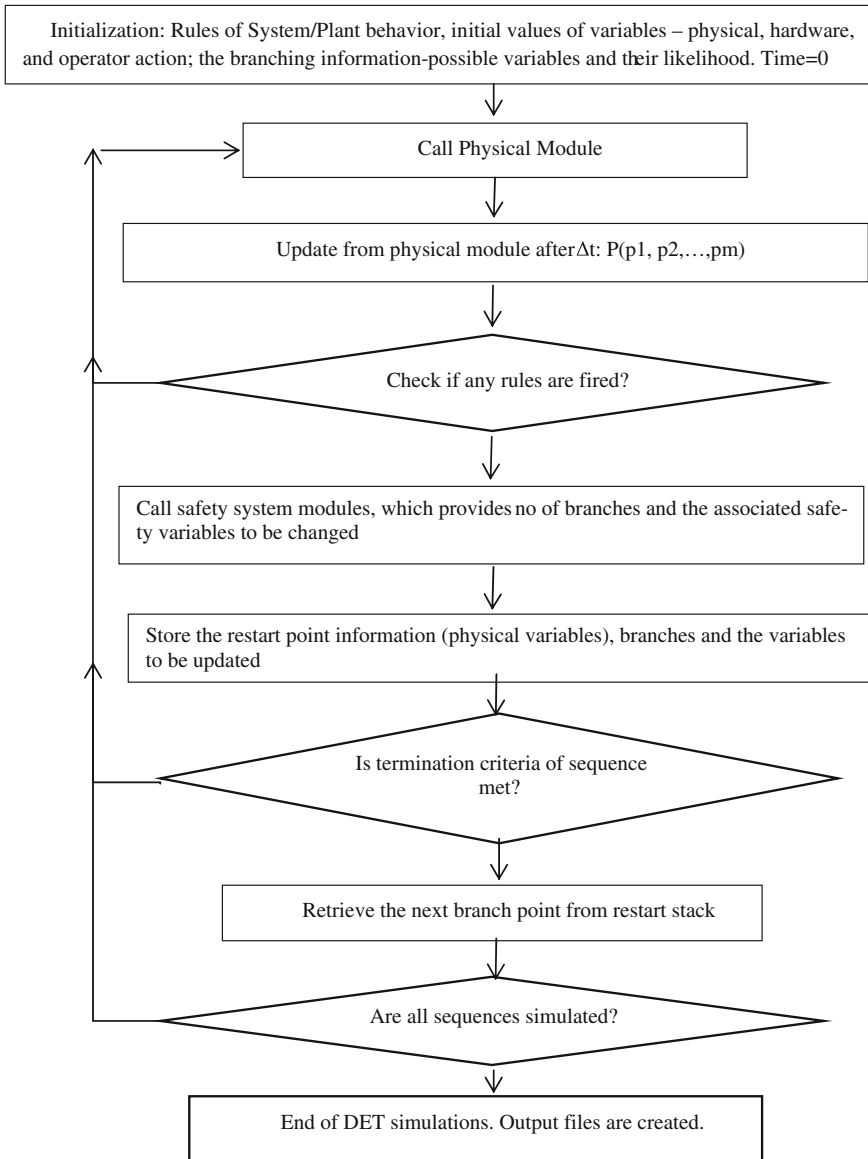 Initialization: Rules of System/Plant behavior, initial values of variables – physical, hardware,
and operator action; the branching information-possible variables and their likelihood. Time=0
Call Physical Module
Update from physical module after Δt: P(p1, p2,…,pm)
Check if any rules are fired?
Call safety system modules, which provides no of branches and the associated safe-
ty variables to be changed
Store the restart point information (physical variables), branches and the variables
to be updated
Is termination criteria of sequence
met?
Retrieve the next branch point from restart stack
Are all sequences simulated?
End of DET simulations. Output files are created.